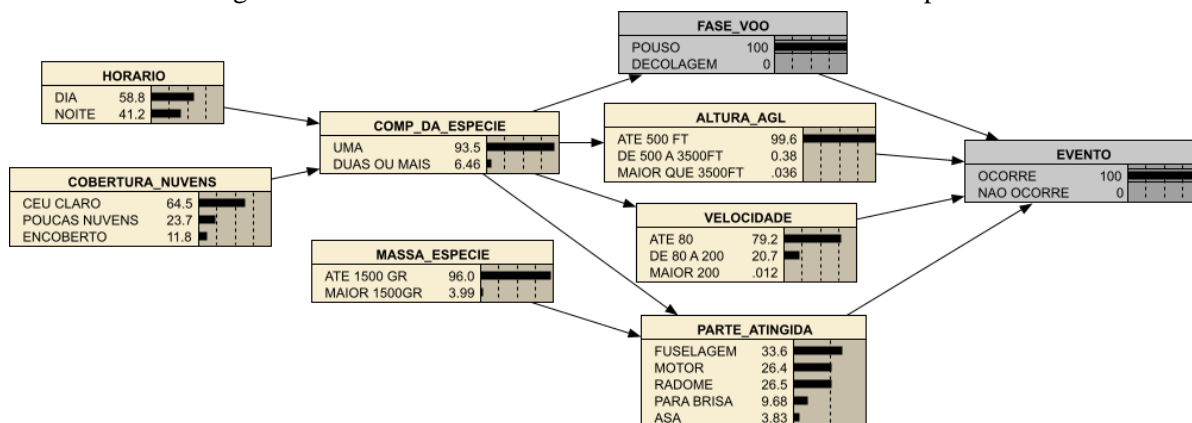 FASE_VOO
POUSO 100
DECOLAGEM 0
HORARIO
DIA 58.8
NOITE 41.2
COMP_DA_ESPECIE
UMA 93.5
DUAS OU MAIS 6.46
ALTURA_AGL
ATE 500 FT 99.6
DE 500 A 3500FT 0.38
MAIOR QUE 3500FT .036
EVENTO
OCORRE 100
NAO OCORRE 0
COBERTURA_NUVENS
CEU CLARO 64.5
POUCAS NUVENS 23.7
ENCOBERTO 11.8
VELOCIDADE
ATE 80 79.2
DE 80 A 200 20.7
MAIOR 200 .012
MASSA_ESPECIE
ATE 1500 GR 96.0
MAIOR 1500GR 3.99
PARTE_ATINGIDA
FUSELAGEM 33.6
MOTOR 26.4
RADOME 26.5
PARA BRISA 9.68
ASA 3.83